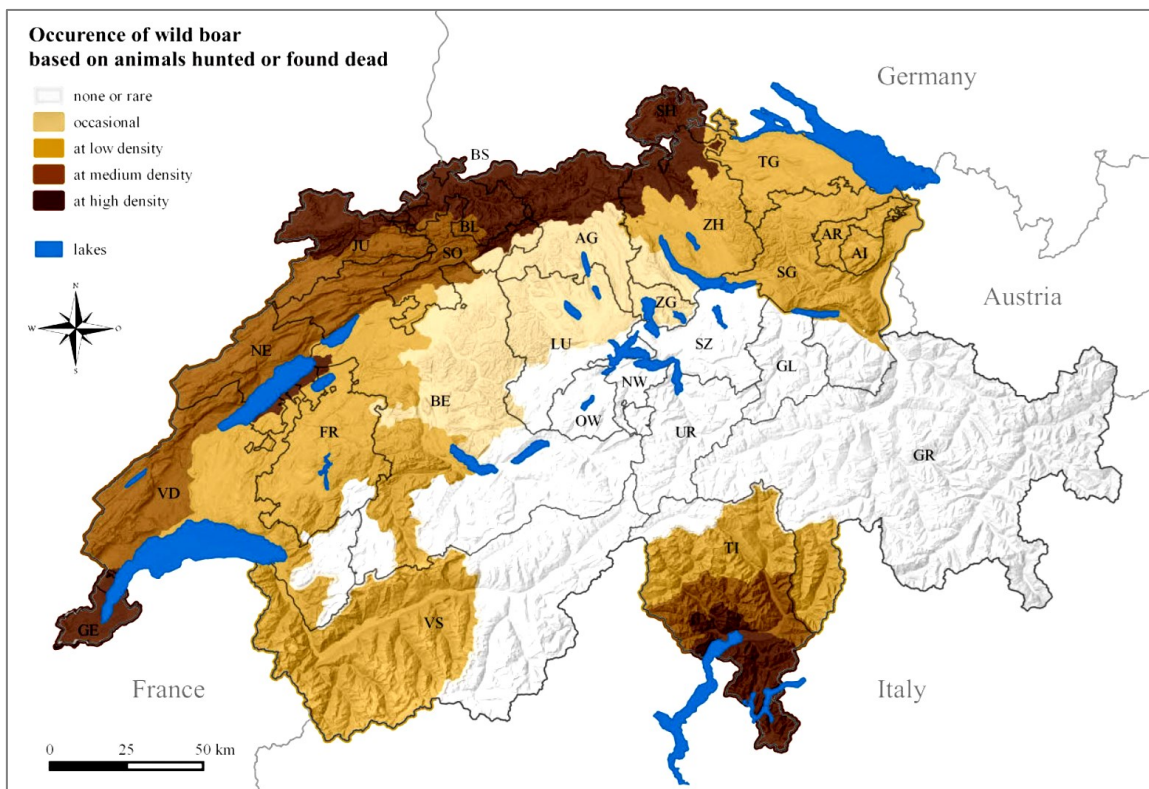 Occurence of wild boar
based on animals hunted or found dead
none or rare
occasional
at low density
at medium density
at high density
lakes
N
W
O
S
Germany
Austria
Italy
France
SH
BS
TG
JU
BL
SO
AG
ZH
AR
AI
SG
ZG
NE
LU
SZ
GL
NW
OW
BE
FR
UR
GR
VD
TI
VS
GE
0 25 50 km